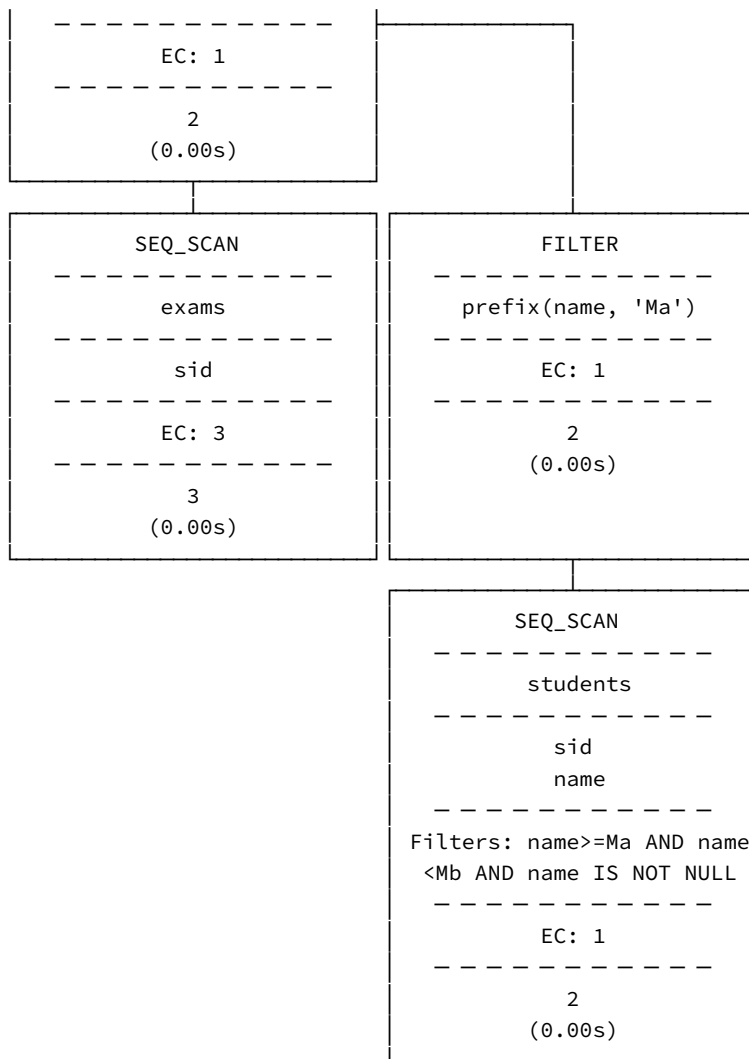 EC: 1
2
(0.00s)
SEQ_SCAN
exams
sid
EC: 3
3
(0.00s)
FILTER
prefix(name, 'Ma')
EC: 1
2
(0.00s)
SEQ_SCAN
students
sid
name
Filters: name>=Ma AND name
<Mb AND name IS NOT NULL
EC: 1
2
(0.00s)